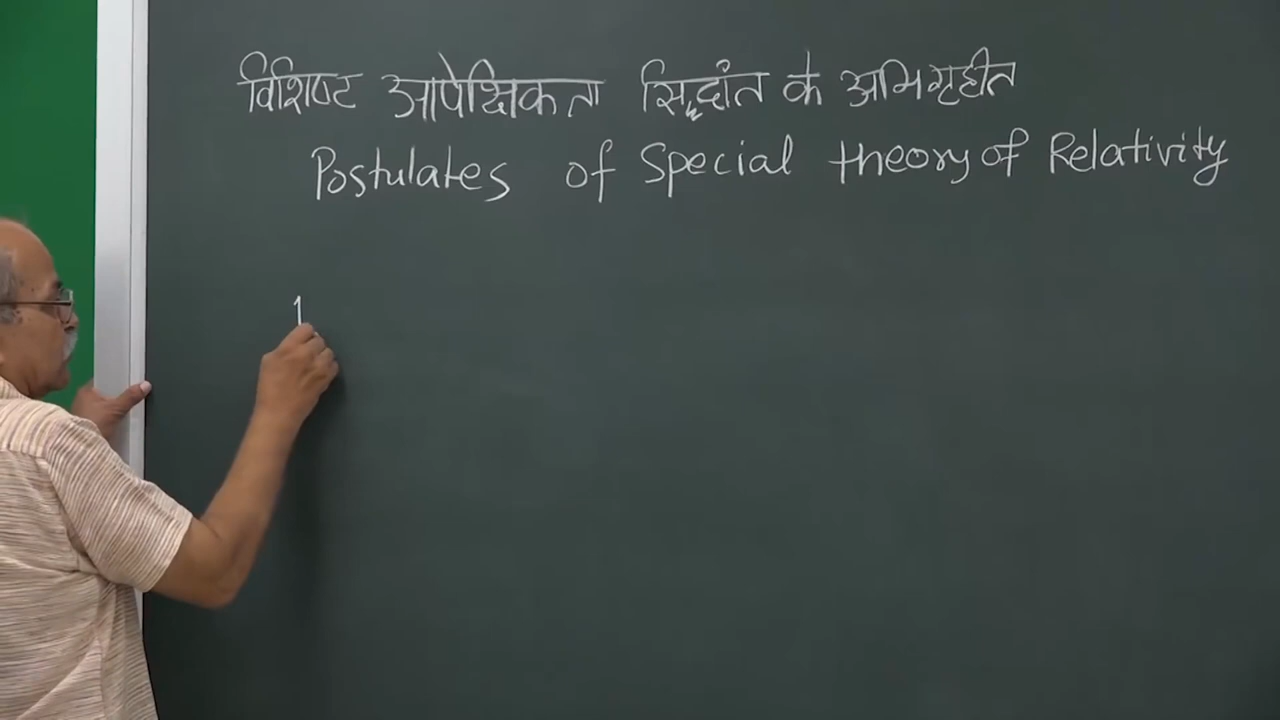 विशिष्ट आपेक्षिकता सिद्धांत के अभिगृहीत
Postulates of Special theory of Relativity
1